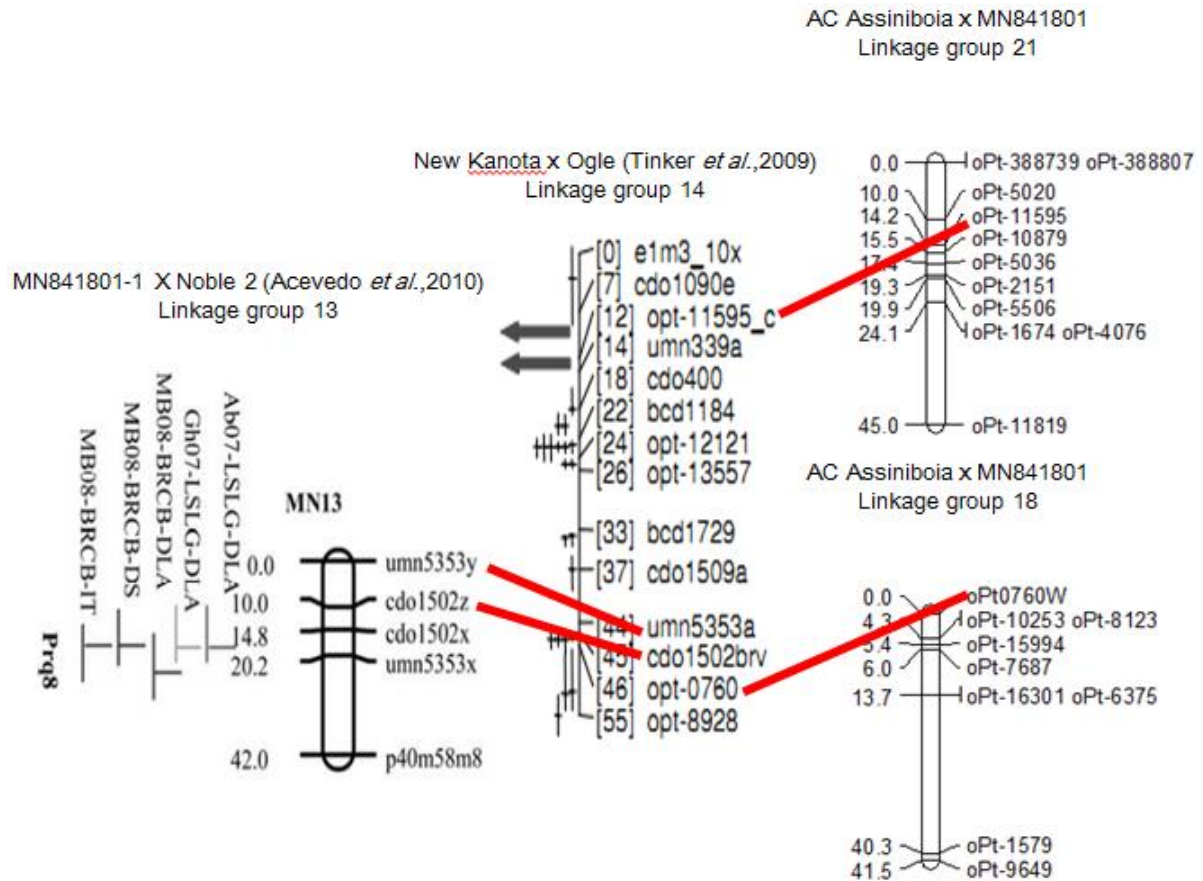 AC Assiniboia x MN841801
Linkage group 21
New Kanota x Ogle (Tinker et al.,2009)
Linkage group 14
MN841801-1 X Noble 2 (Acevedo et al.,2010)
Linkage group 13
0.0 oPt-388739 oPt-388807
10.0 oPt-5020
14.2 oPt-11595
15.5 oPt-10879
17.4 oPt-5036
19.3 oPt-2151
19.9 oPt-5506
24.1 oPt-1674 oPt-4076
45.0 oPt-11819
[0] e1m3_10x
[7] cdo1090e
[12] opt-11595_c
[14] umn339a
[18] cdo400
[22] bcd1184
[24] opt-12121
[26] opt-13557
[33] bcd1729
[37] cdo1509a
[44] umn5353a
[45] cdo1502brv
[46] opt-0760
[55] opt-8928
Prq8
MB08-BRCB-IT
MB08-BRCB-DS
MB08-BRCB-DLA
Gh07-LSLG-DLA
Ab07-LSLG-DLA
MN13
0.0 umn5353y
10.0 cdo1502z
14.8 cdo1502x
20.2 umn5353x
42.0 p40m58m8
AC Assiniboia x MN841801
Linkage group 18
0.0 oPt0760W
4.3 oPt-10253 oPt-8123
5.4 oPt-15994
6.0 oPt-7687
13.7 oPt-16301 oPt-6375
40.3 oPt-1579
41.5 oPt-9649